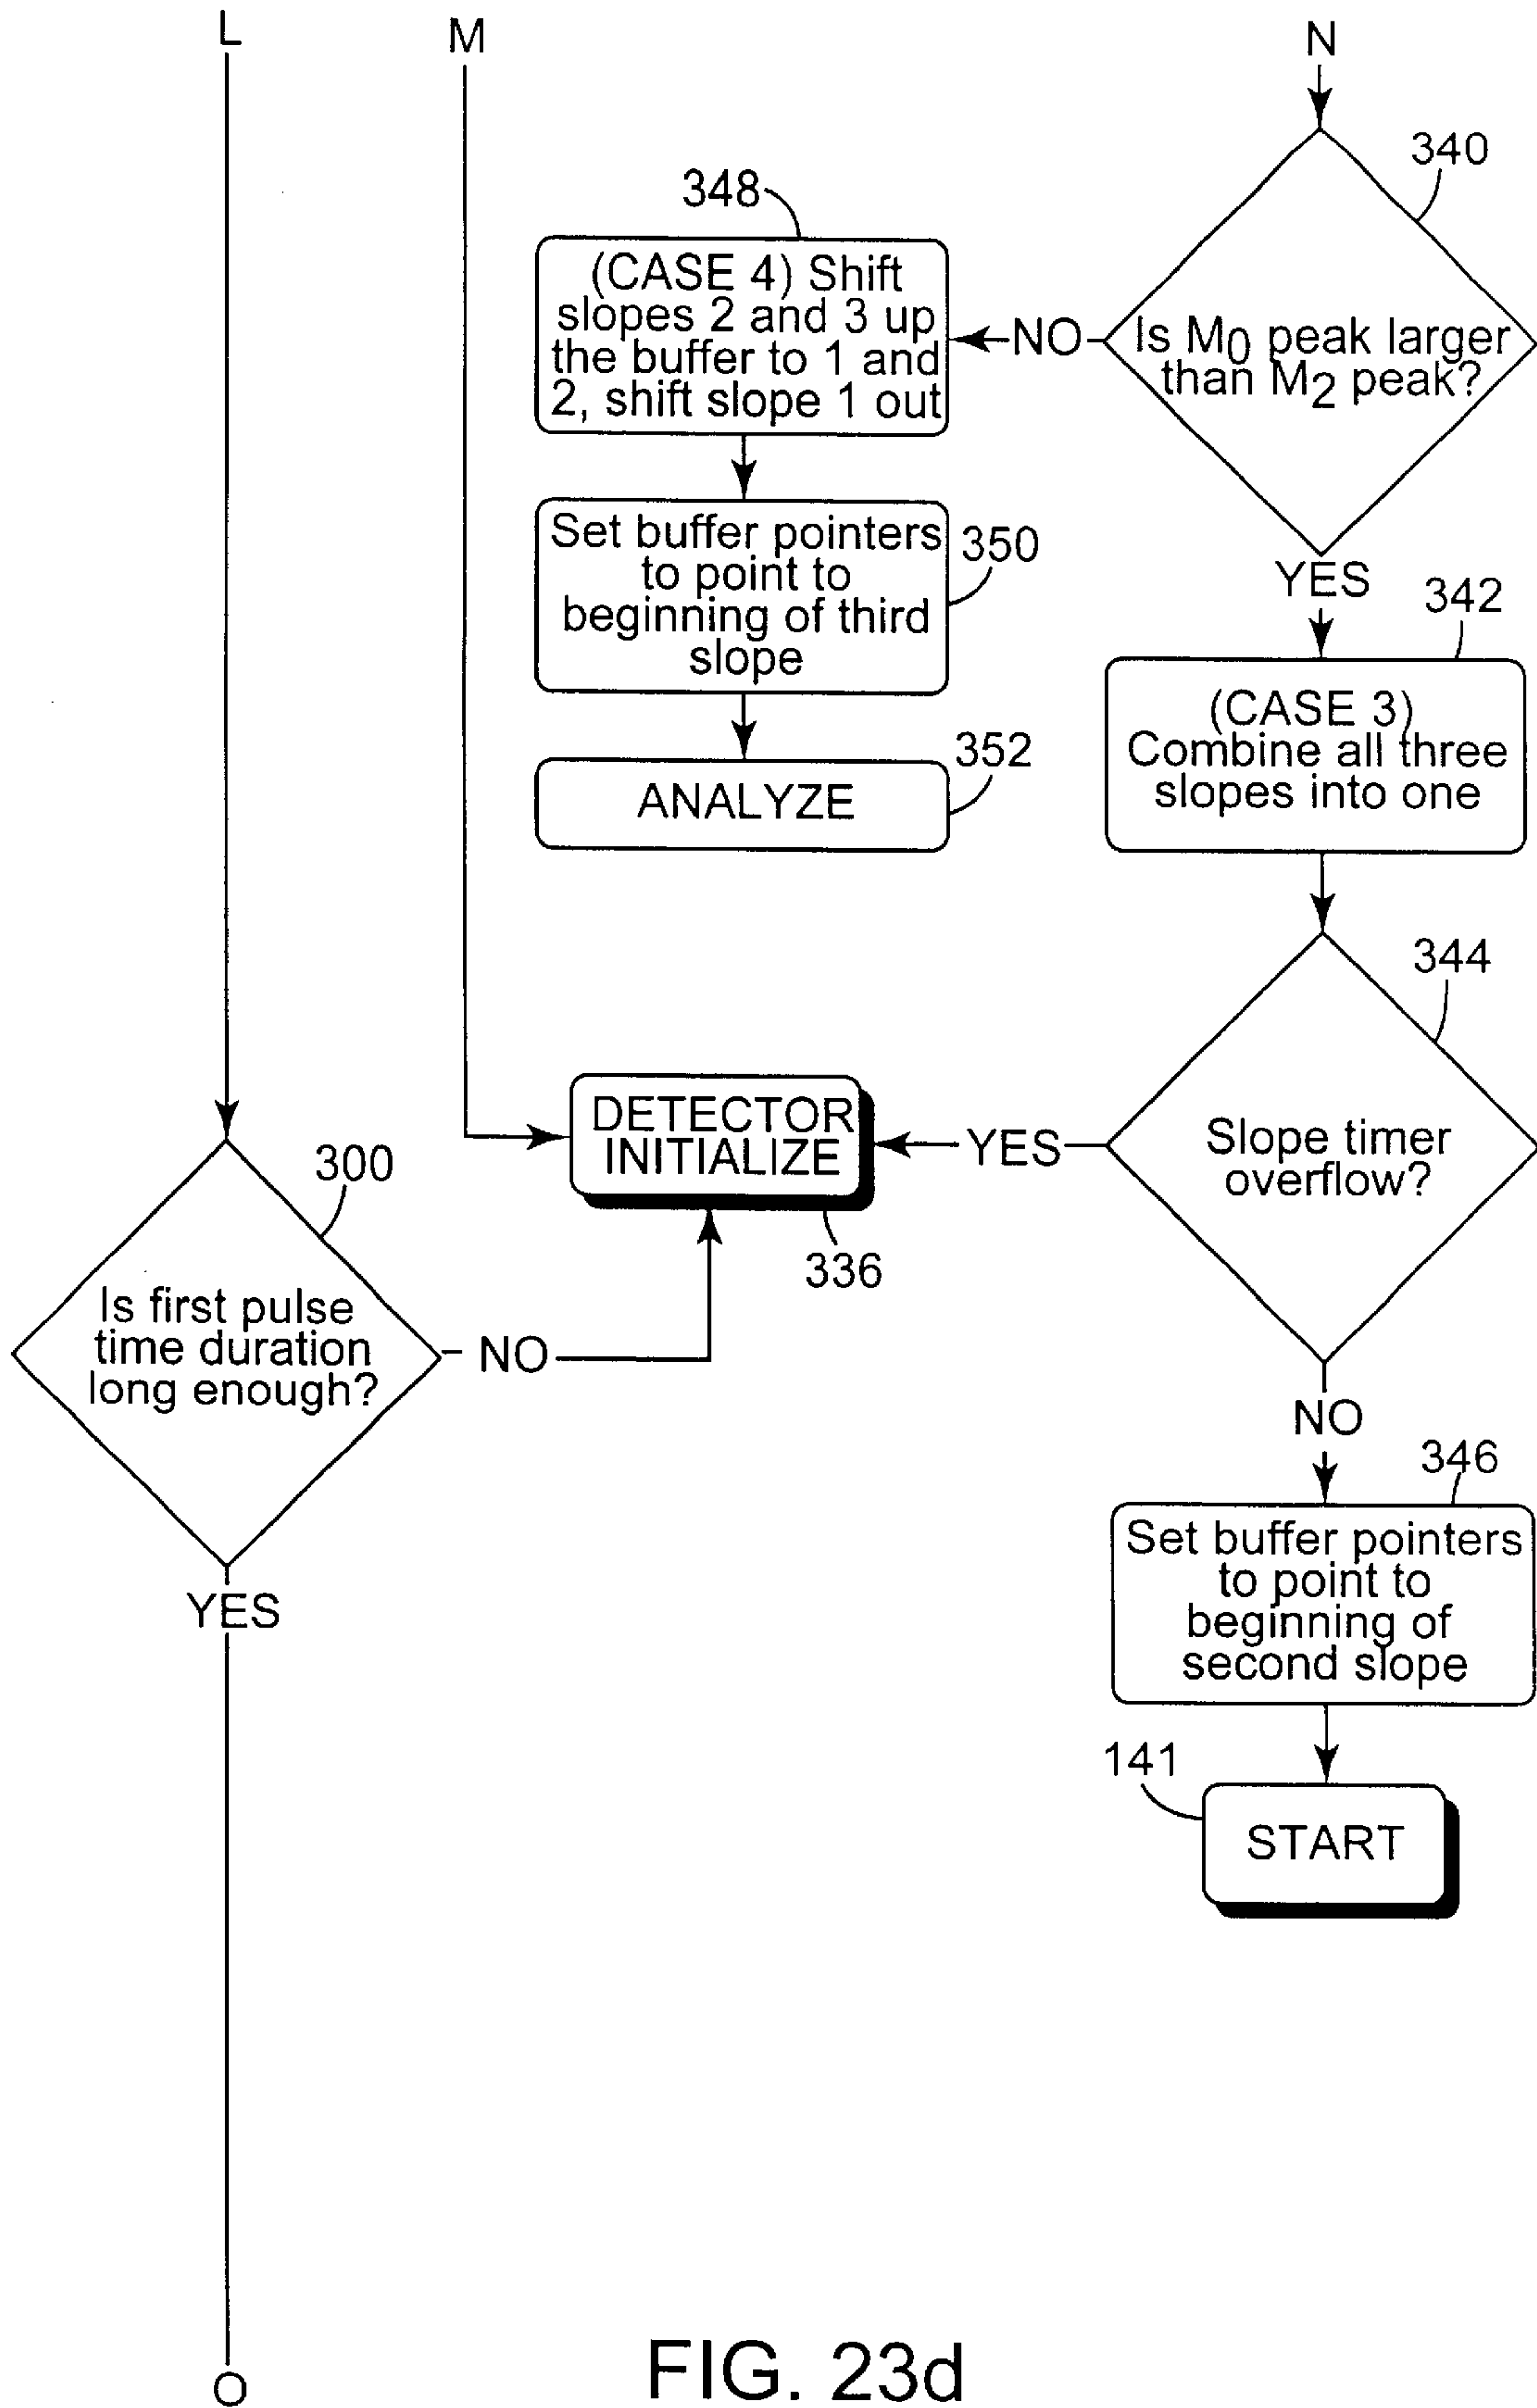 L
M
N
340
348
(CASE 4) Shift
slopes 2 and 3 up
the buffer to 1 and
2, shift slope 1 out
NO
Is M0 peak larger
than M2 peak?
Set buffer pointers
to point to
beginning of third
slope
350
YES
342
(CASE 3)
Combine all three
slopes into one
352
ANALYZE
344
DETECTOR
INITIALIZE
YES
Slope timer
overflow?
300
336
Is first pulse
time duration
long enough?
NO
NO
346
Set buffer pointers
to point to
beginning of
second slope
YES
141
START
O
FIG. 23d